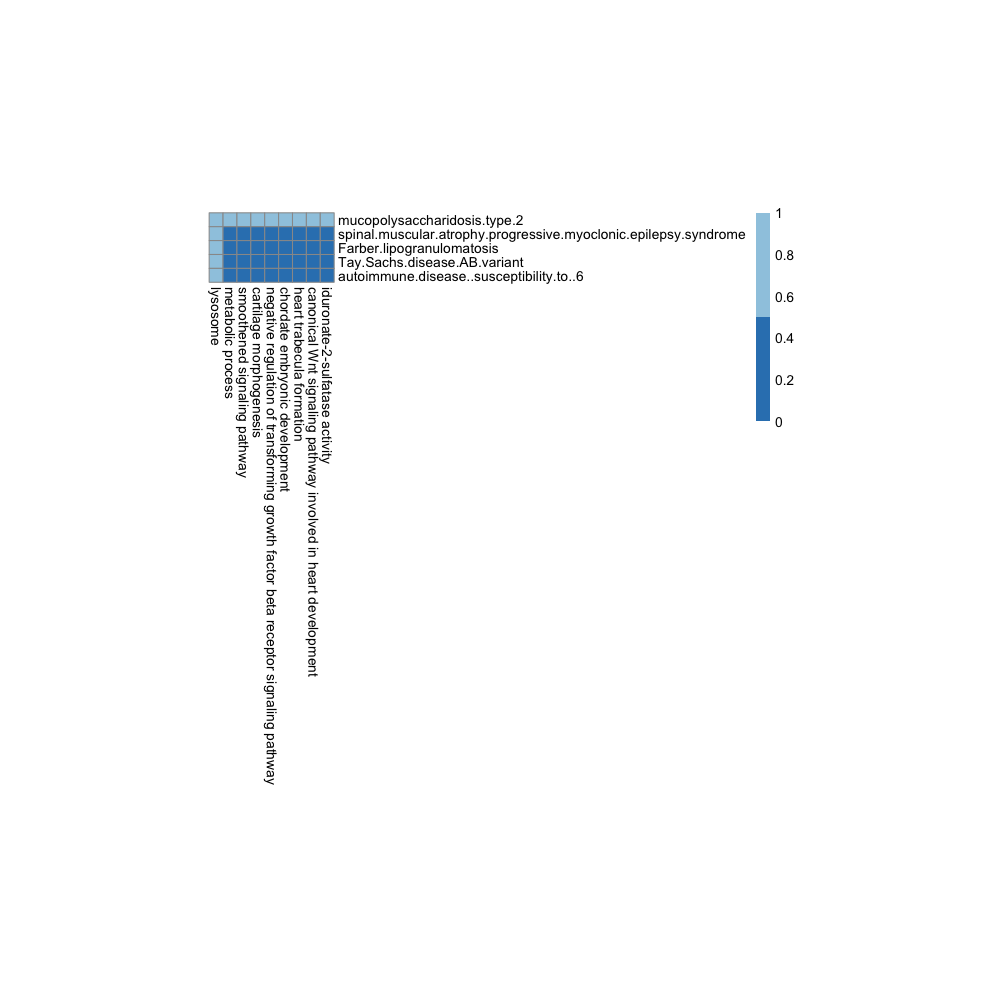 mucopolysaccharidosis.type.2
spinal.muscular.atrophy.progressive.myoclonic.epilepsy.syndrome
Farber.lipogranulomatosis
Tay.Sachs.disease.AB.variant
autoimmune.disease..susceptibility.to..6
lysosome
metabolic process
smoothened signaling pathway
cartilage morphogenesis
negative regulation of transforming growth factor beta receptor signaling pathway
chordate embryonic development
heart trabecula formation
canonical Wnt signaling pathway involved in heart development
iduronate-2-sulfatase activity
1
0.8
0.6
0.4
0.2
0